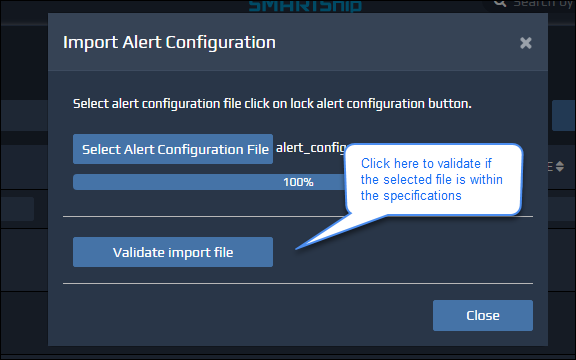 SMARTShip
Search by
Import Alert Configuration
Select alert configuration file click on lock alert configuration button.
Select Alert Configuration File alert_config
100%
Click here to validate if
the selected file is within
the specifications
Validate import file
Close